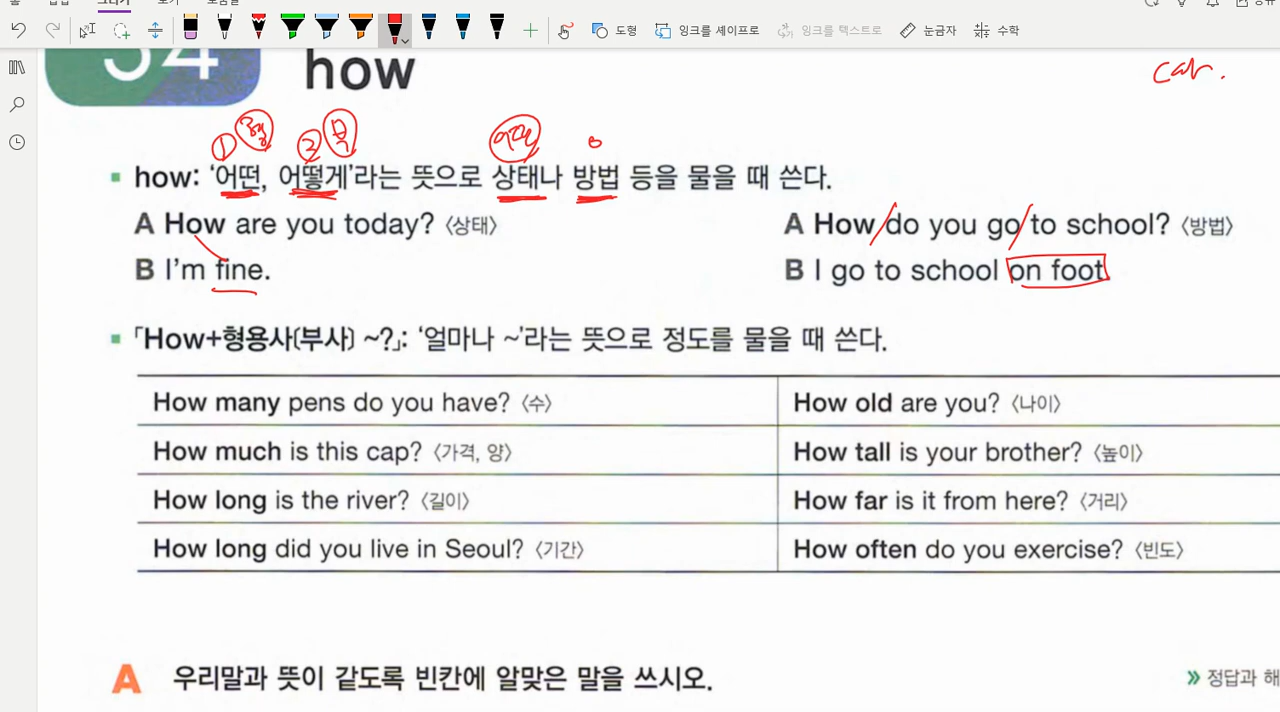 도형
잉크를 셰이프로
잉크를 텍스트로
눈금자
수학
54
how
car.
① 형 ② 부
how: ‘어떤, 어떻게’라는 뜻으로 상태나 방법 등을 물을 때 쓴다.
A How are you today? 〈상태〉
B I’m fine.
A How do you go to school? 〈방법〉
B I go to school on foot.
「How+형용사〔부사〕 ~?」: ‘얼마나 ~’라는 뜻으로 정도를 물을 때 쓴다.
How many pens do you have? 〈수〉
How old are you? 〈나이〉
How much is this cap? 〈가격, 양〉
How tall is your brother? 〈높이〉
How long is the river? 〈길이〉
How far is it from here? 〈거리〉
How long did you live in Seoul? 〈기간〉
How often do you exercise? 〈빈도〉
A 우리말과 뜻이 같도록 빈칸에 알맞은 말을 쓰시오.
정답과 해